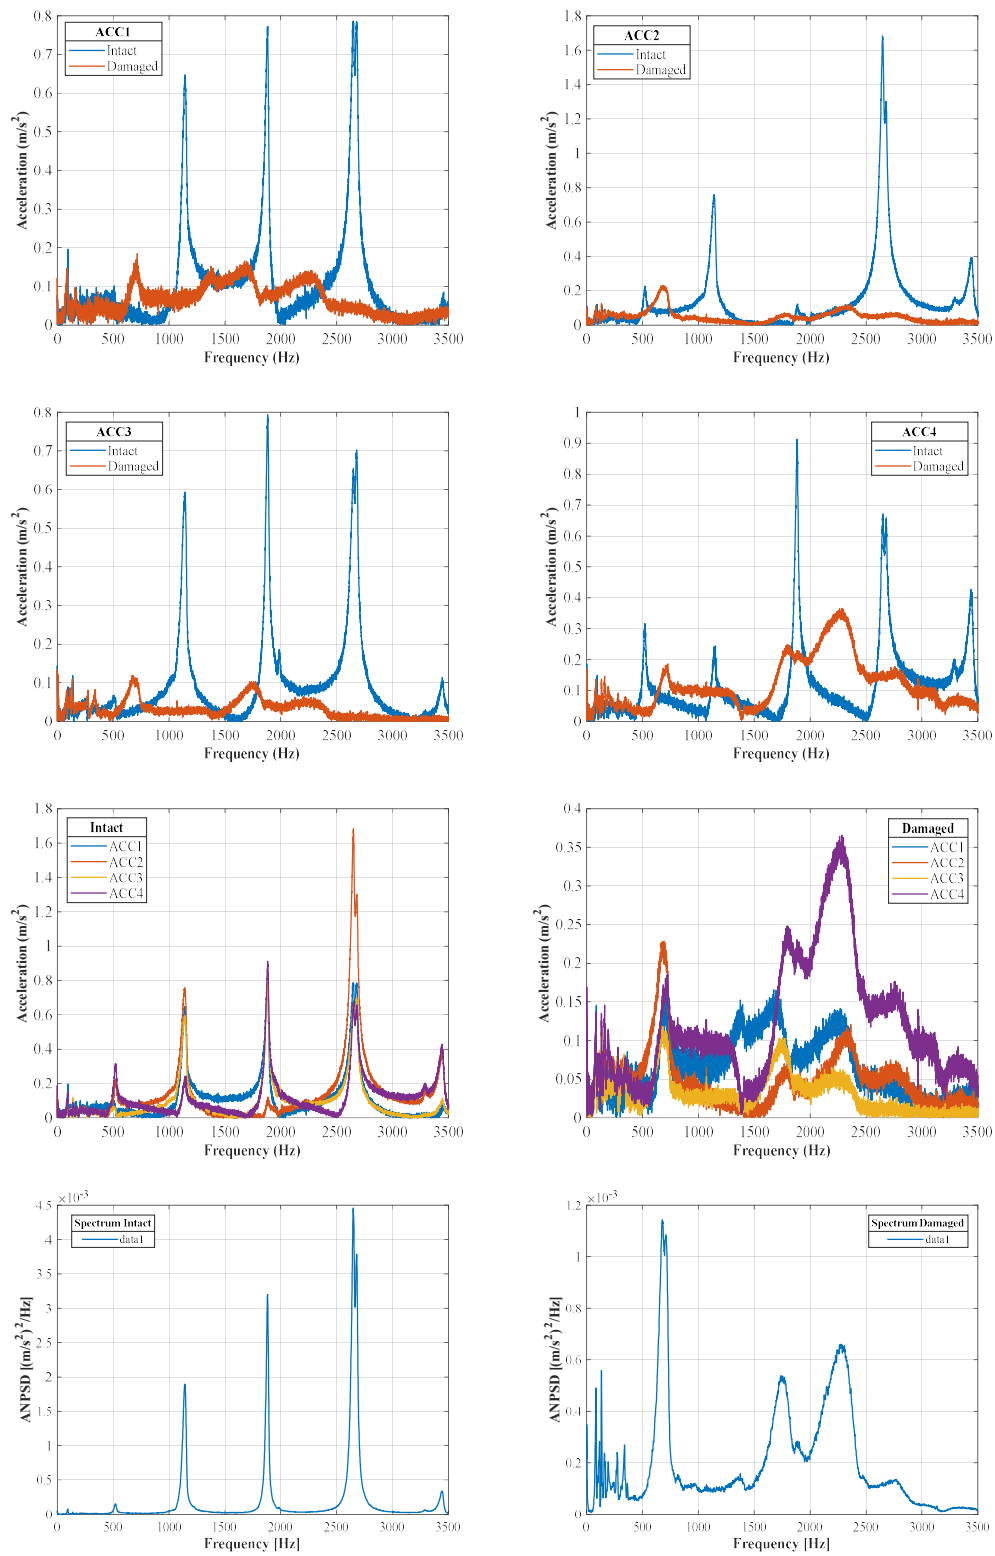 ACC1
Intact
Damaged
0.8
0.7
0.6
0.5
0.4
0.3
0.2
0.1
0
Acceleration (m/s²)
0 500 1000 1500 2000 2500 3000 3500
Frequency (Hz)
ACC2
Intact
Damaged
1.8
1.6
1.4
1.2
1
0.8
0.6
0.4
0.2
0
Acceleration (m/s²)
0 500 1000 1500 2000 2500 3000 3500
Frequency (Hz)
ACC3
Intact
Damaged
0.8
0.7
0.6
0.5
0.4
0.3
0.2
0.1
0
Acceleration (m/s²)
0 500 1000 1500 2000 2500 3000 3500
Frequency (Hz)
ACC4
Intact
Damaged
1
0.9
0.8
0.7
0.6
0.5
0.4
0.3
0.2
0.1
0
Acceleration (m/s²)
0 500 1000 1500 2000 2500 3000 3500
Frequency (Hz)
Intact
ACC1
ACC2
ACC3
ACC4
1.8
1.6
1.4
1.2
1
0.8
0.6
0.4
0.2
0
Acceleration (m/s²)
0 500 1000 1500 2000 2500 3000 3500
Frequency (Hz)
Damaged
ACC1
ACC2
ACC3
ACC4
0.4
0.35
0.3
0.25
0.2
0.15
0.1
0.05
0
Acceleration (m/s²)
0 500 1000 1500 2000 2500 3000 3500
Frequency (Hz)
×10⁻³
Spectrum Intact
data1
4.5
4
3.5
3
2.5
2
1.5
1
0.5
0
ANPSD [(m/s²)²/Hz]
0 500 1000 1500 2000 2500 3000 3500
Frequency [Hz]
×10⁻³
Spectrum Damaged
data1
1.2
1
0.8
0.6
0.4
0.2
0
ANPSD [(m/s²)²/Hz]
0 500 1000 1500 2000 2500 3000 3500
Frequency [Hz]